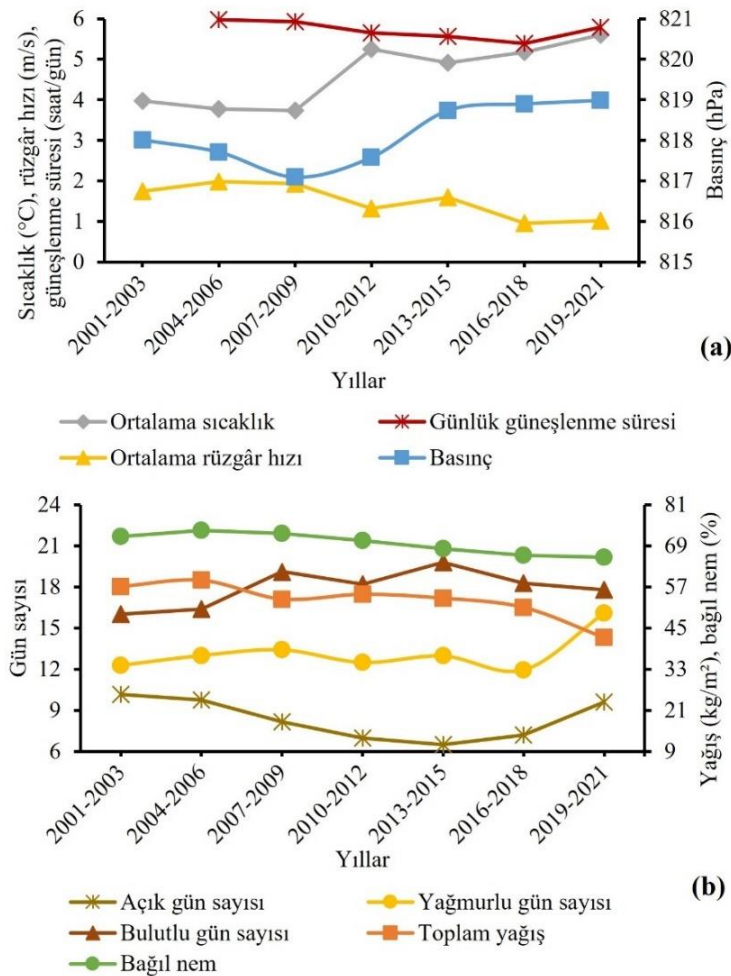 Sıcaklık (°C), rüzgâr hızı (m/s),
güneşlenme süresi (saat/gün)
6
5
4
3
2
1
0
821
820
819
818
817
816
815
Basınç (hPa)
2001-2003
2004-2006
2007-2009
2010-2012
2013-2015
2016-2018
2019-2021
(a)
Yıllar
Ortalama sıcaklık
Günlük güneşlenme süresi
Ortalama rüzgâr hızı
Basınç
Gün sayısı
24
21
18
15
12
9
6
81
69
57
45
33
21
9
Yağış (kg/m²), bağıl nem (%)
2001-2003
2004-2006
2007-2009
2010-2012
2013-2015
2016-2018
2019-2021
Yıllar
(b)
Açık gün sayısı
Yağmurlu gün sayısı
Bulutlu gün sayısı
Toplam yağış
Bağıl nem